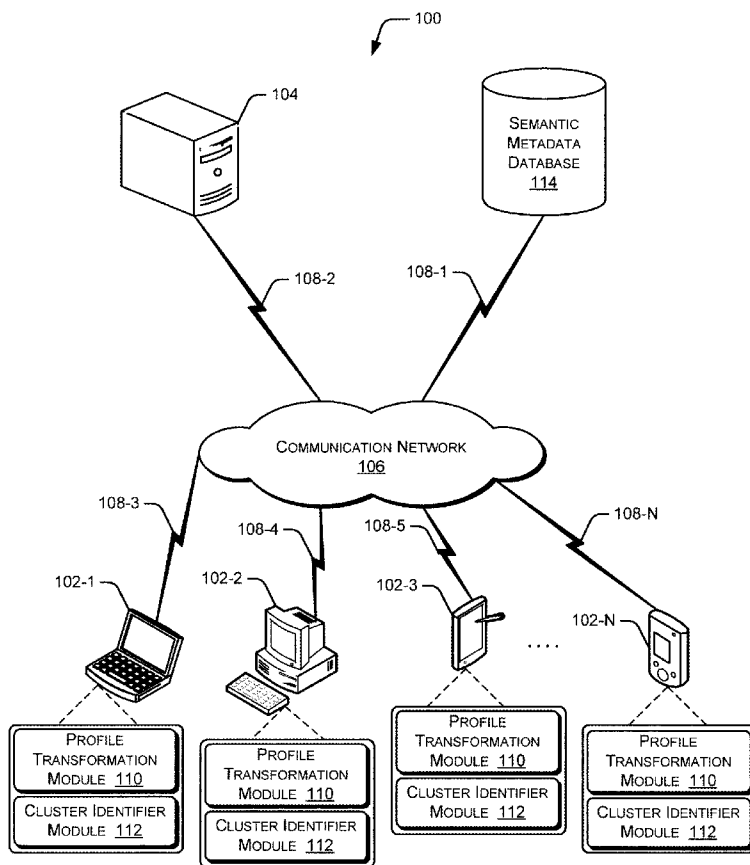 100
104
SEMANTIC
METADATA
DATABASE
114
108-2
108-1
COMMUNICATION NETWORK
106
108-3
108-4
108-5
108-N
102-1
102-2
102-3
102-N
....
PROFILE
TRANSFORMATION
MODULE 110
CLUSTER IDENTIFIER
MODULE 112
PROFILE
TRANSFORMATION
MODULE 110
CLUSTER IDENTIFIER
MODULE 112
PROFILE
TRANSFORMATION
MODULE 110
CLUSTER IDENTIFIER
MODULE 112
PROFILE
TRANSFORMATION
MODULE 110
CLUSTER IDENTIFIER
MODULE 112